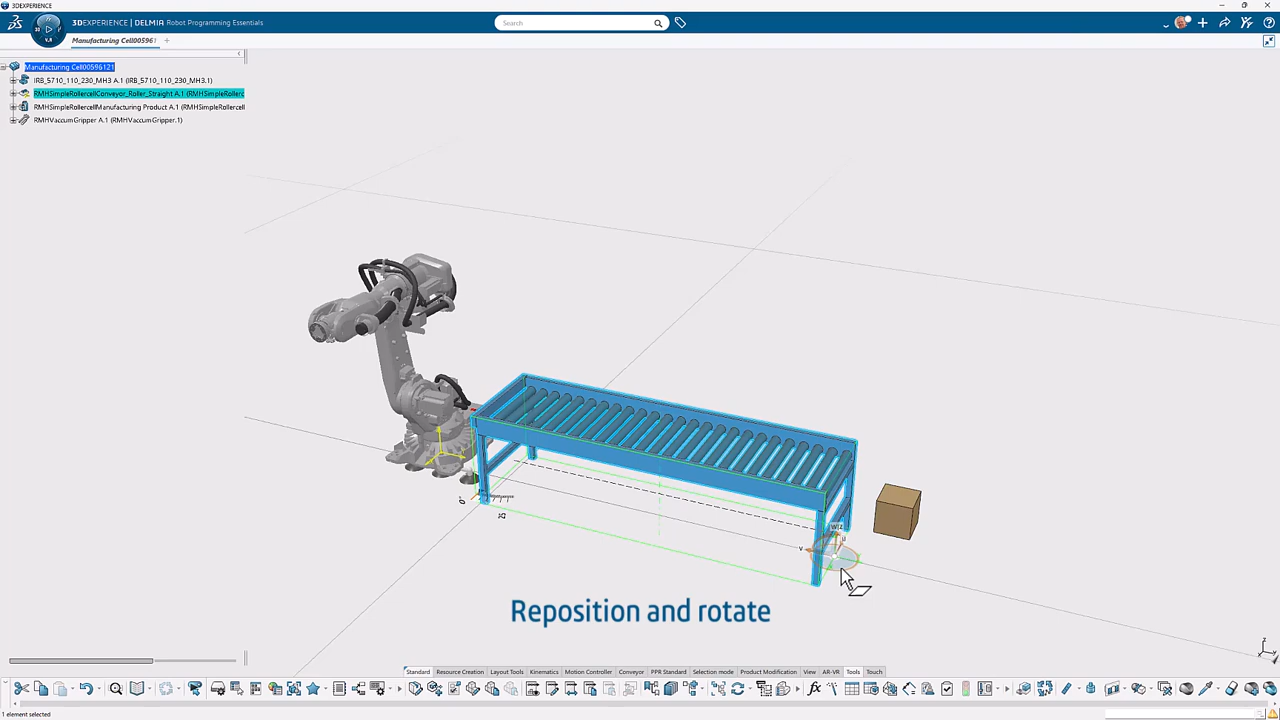 3DEXPERIENCE
3DEXPERIENCE | DELMIA Robot Programming Essentials
Search
Manufacturing Cell0059612
Manufacturing Cell00596121
IRB_5710_110_230_MH3 A.1 (IRB_5710_110_230_MH3.1)
RMHSimpleRollercellConveyor_Roller_Straight A.1 (RMHSimpleRollerc
RMHSimpleRollercellManufacturing Product A.1 (RMHSimpleRollercell
RMHVaccumGripper A.1 (RMHVaccumGripper.1)
W/Z
U
V
Reposition and rotate
Standard Resource Creation Layout Tools Kinematics Motion Controller Conveyor PPR Standard Selection mode Product Modification View AR-VR Tools Touch
1 element selected